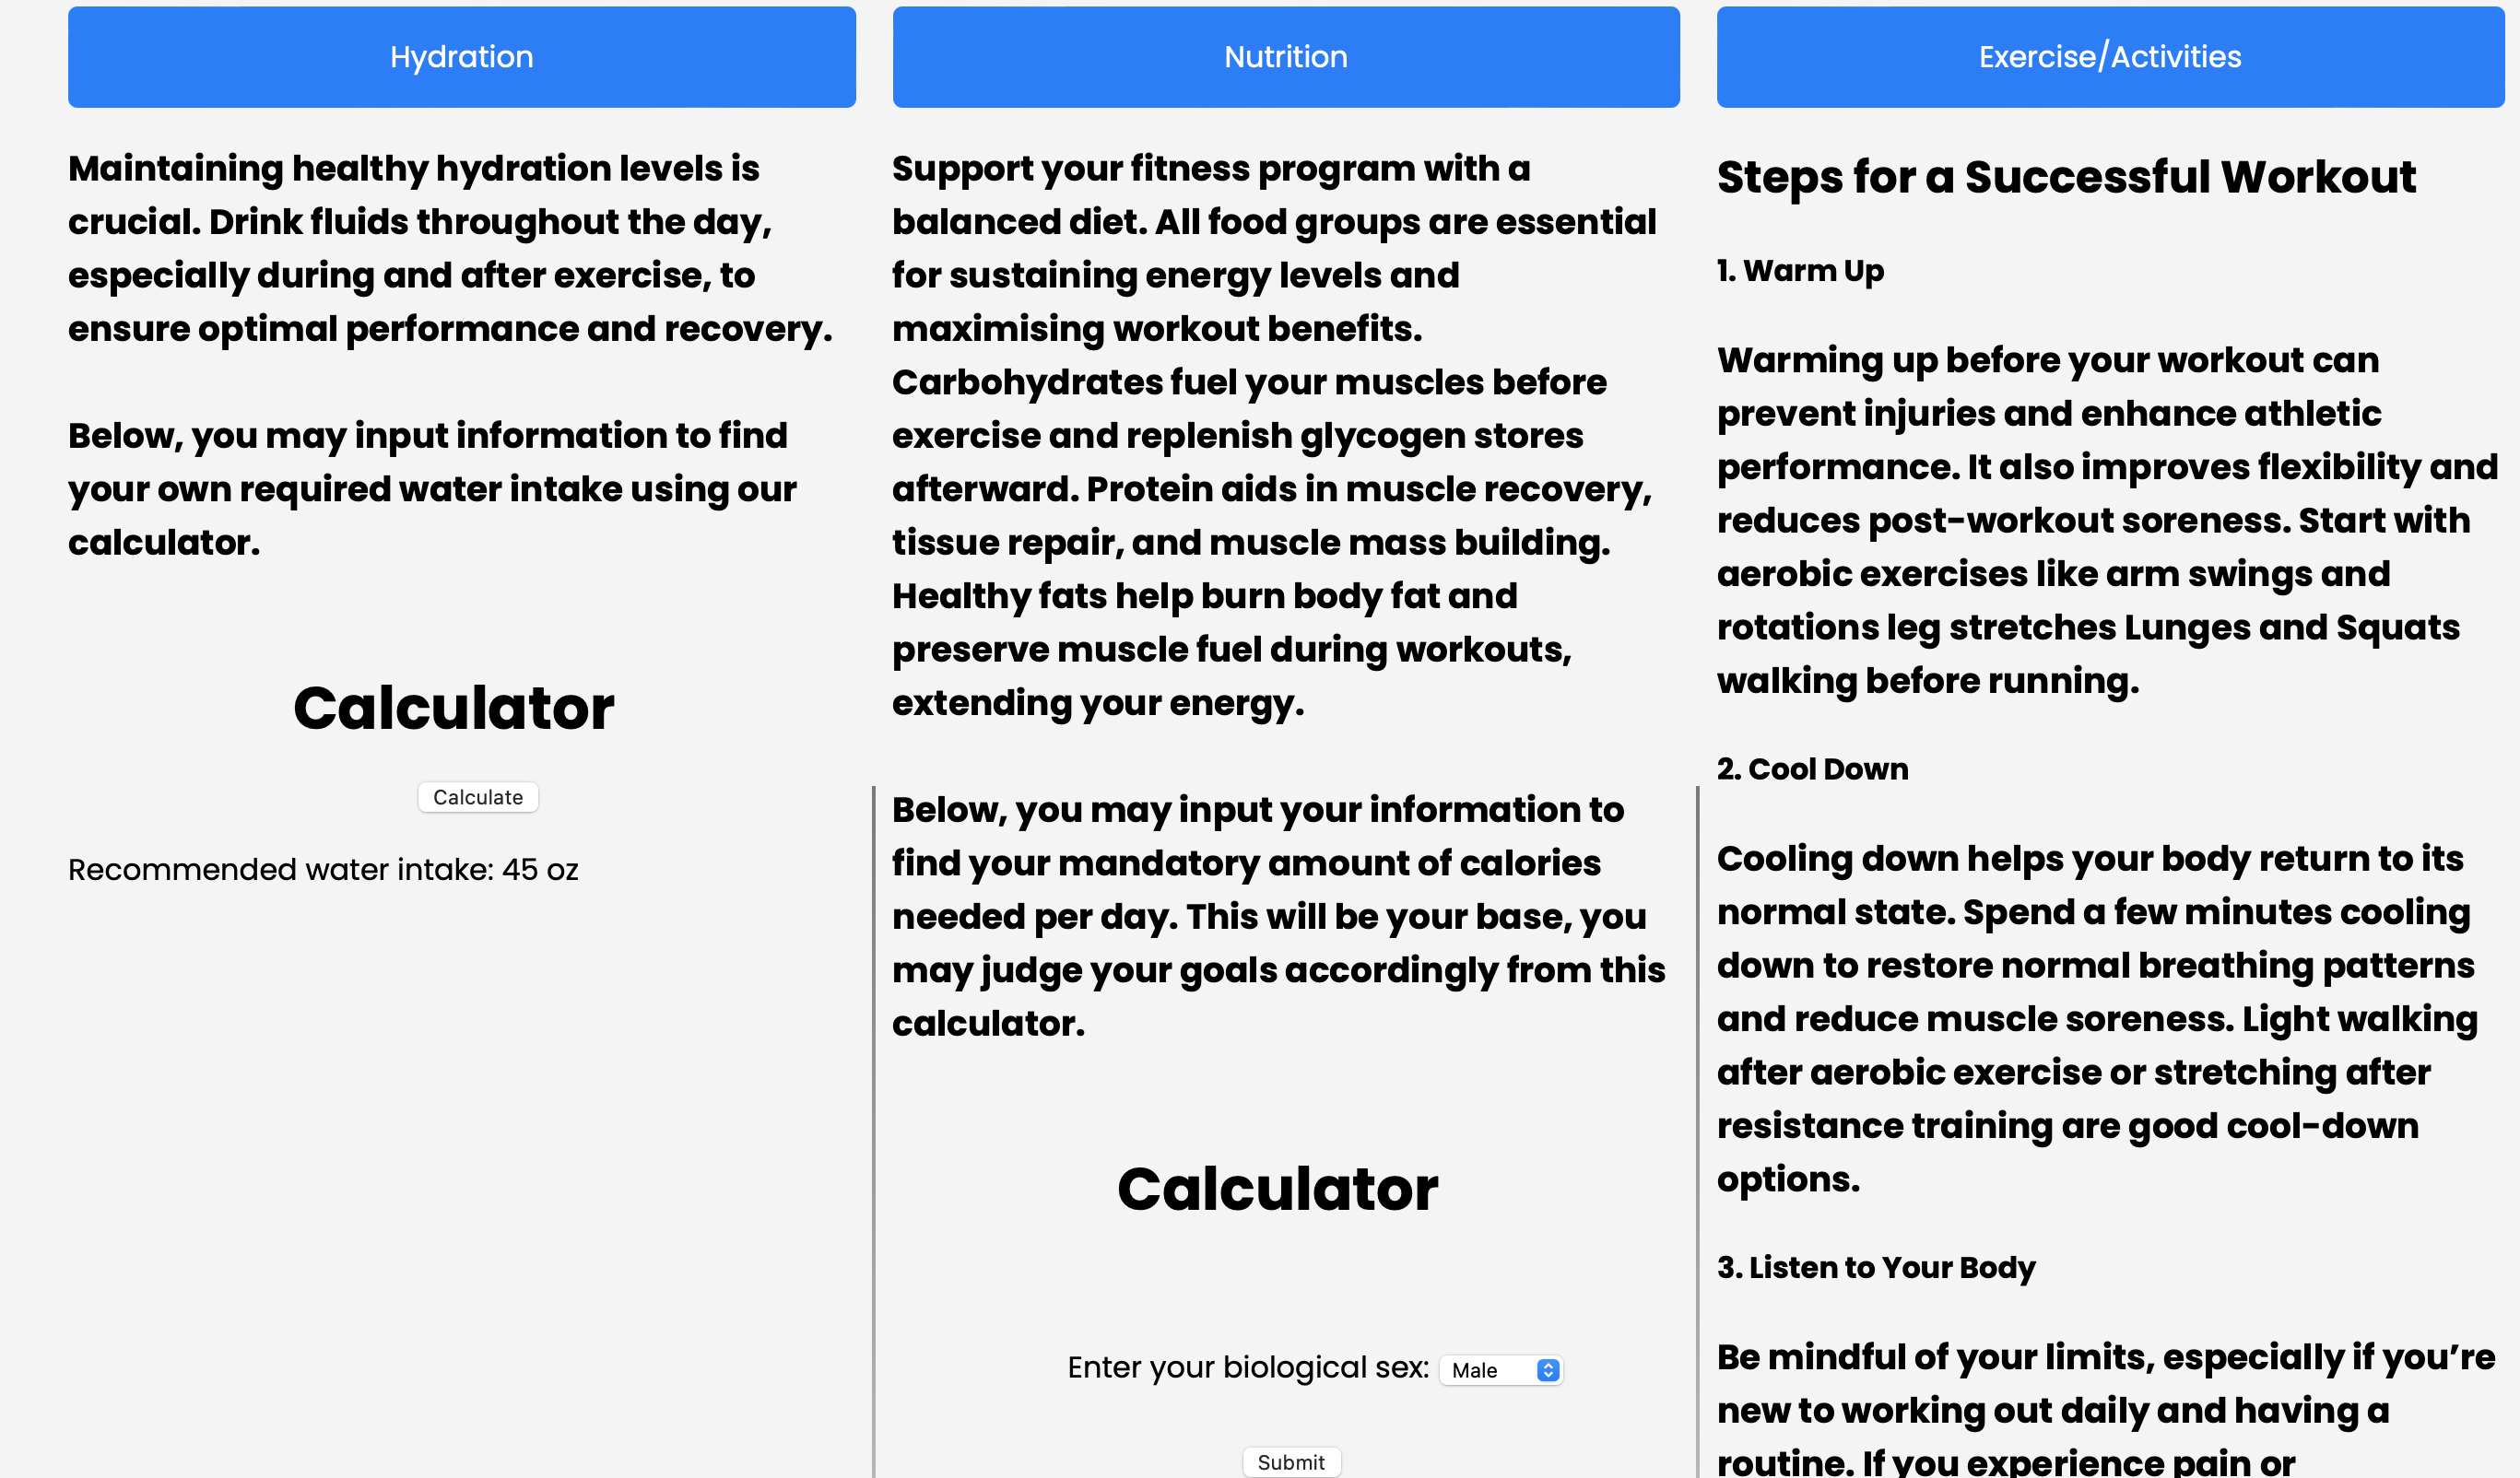 Hydration
Maintaining healthy hydration levels is
crucial. Drink fluids throughout the day,
especially during and after exercise, to
ensure optimal performance and recovery.
Below, you may input information to find
your own required water intake using our
calculator.
Calculator
Calculate
Recommended water intake: 45 oz
Nutrition
Support your fitness program with a
balanced diet. All food groups are essential
for sustaining energy levels and
maximising workout benefits.
Carbohydrates fuel your muscles before
exercise and replenish glycogen stores
afterward. Protein aids in muscle recovery,
tissue repair, and muscle mass building.
Healthy fats help burn body fat and
preserve muscle fuel during workouts,
extending your energy.
Below, you may input your information to
find your mandatory amount of calories
needed per day. This will be your base, you
may judge your goals accordingly from this
calculator.
Calculator
Enter your biological sex: Male
Submit
Exercise/Activities
Steps for a Successful Workout
1. Warm Up
Warming up before your workout can
prevent injuries and enhance athletic
performance. It also improves flexibility and
reduces post-workout soreness. Start with
aerobic exercises like arm swings and
rotations leg stretches Lunges and Squats
walking before running.
2. Cool Down
Cooling down helps your body return to its
normal state. Spend a few minutes cooling
down to restore normal breathing patterns
and reduce muscle soreness. Light walking
after aerobic exercise or stretching after
resistance training are good cool-down
options.
3. Listen to Your Body
Be mindful of your limits, especially if you’re
new to working out daily and having a
routine. If you experience pain or